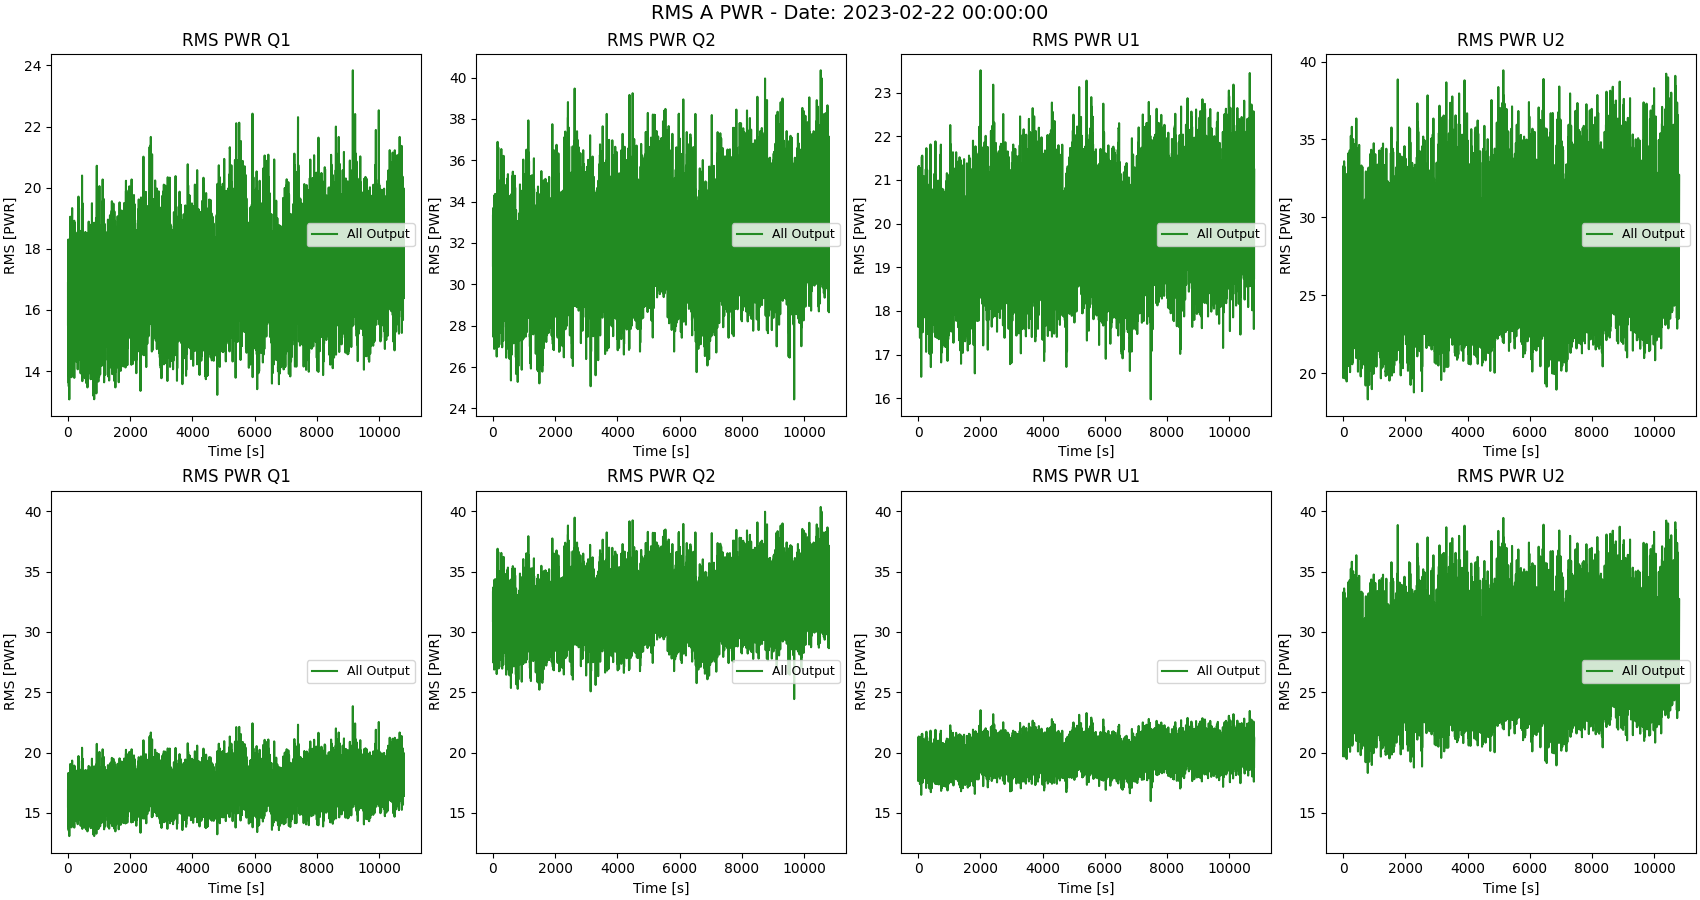 RMS A PWR - Date: 2023-02-22 00:00:00
RMS PWR Q1
RMS [PWR]
24
22
20
18
16
14
All Output
0 2000 4000 6000 8000 10000
Time [s]
RMS PWR Q2
RMS [PWR]
40
38
36
34
32
30
28
26
24
All Output
0 2000 4000 6000 8000 10000
Time [s]
RMS PWR U1
RMS [PWR]
23
22
21
20
19
18
17
16
All Output
0 2000 4000 6000 8000 10000
Time [s]
RMS PWR U2
RMS [PWR]
40
35
30
25
20
All Output
0 2000 4000 6000 8000 10000
Time [s]
RMS PWR Q1
RMS [PWR]
40
35
30
25
20
15
All Output
0 2000 4000 6000 8000 10000
Time [s]
RMS PWR Q2
RMS [PWR]
40
35
30
25
20
15
All Output
0 2000 4000 6000 8000 10000
Time [s]
RMS PWR U1
RMS [PWR]
40
35
30
25
20
15
All Output
0 2000 4000 6000 8000 10000
Time [s]
RMS PWR U2
RMS [PWR]
40
35
30
25
20
15
All Output
0 2000 4000 6000 8000 10000
Time [s]